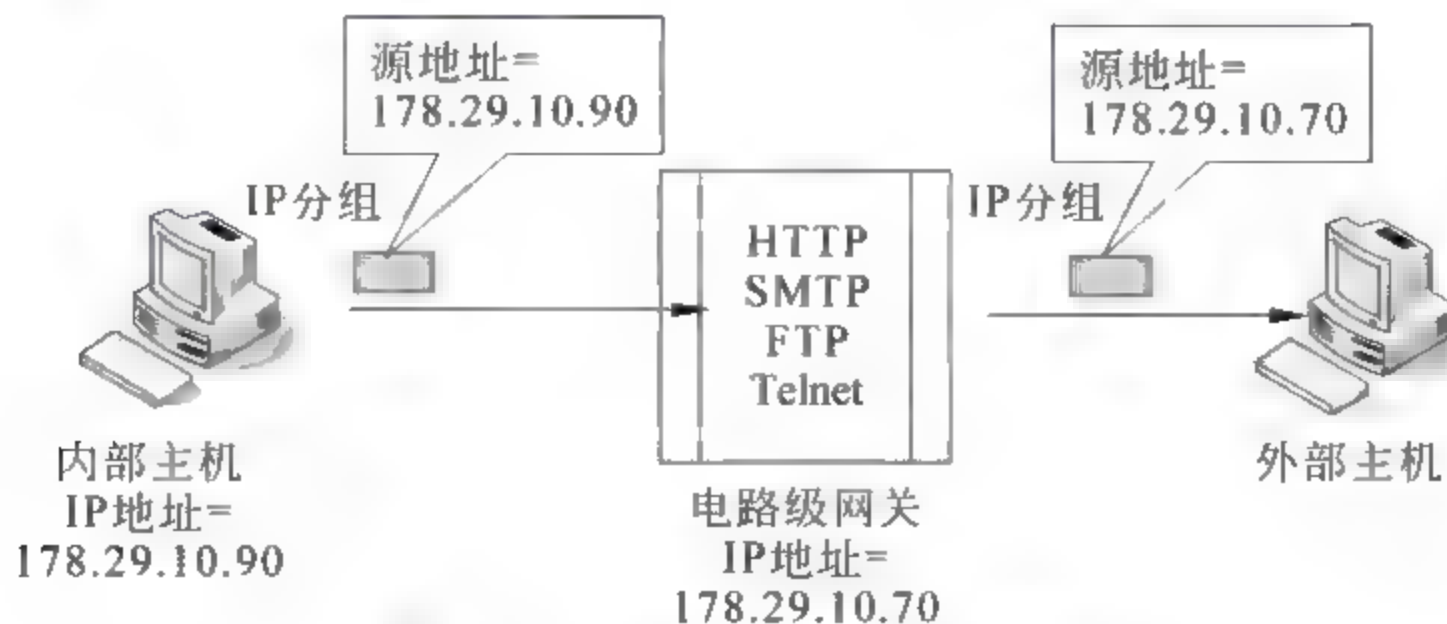 源地址=
178.29.10.90
源地址=
178.29.10.70
IP分组
IP分组
HTTP
SMTP
FTP
Telnet
内部主机
IP地址=
178.29.10.90
电路级网关
IP地址=
178.29.10.70
外部主机